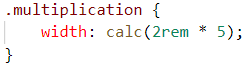 .multiplication {
    width: calc(2rem * 5);
}